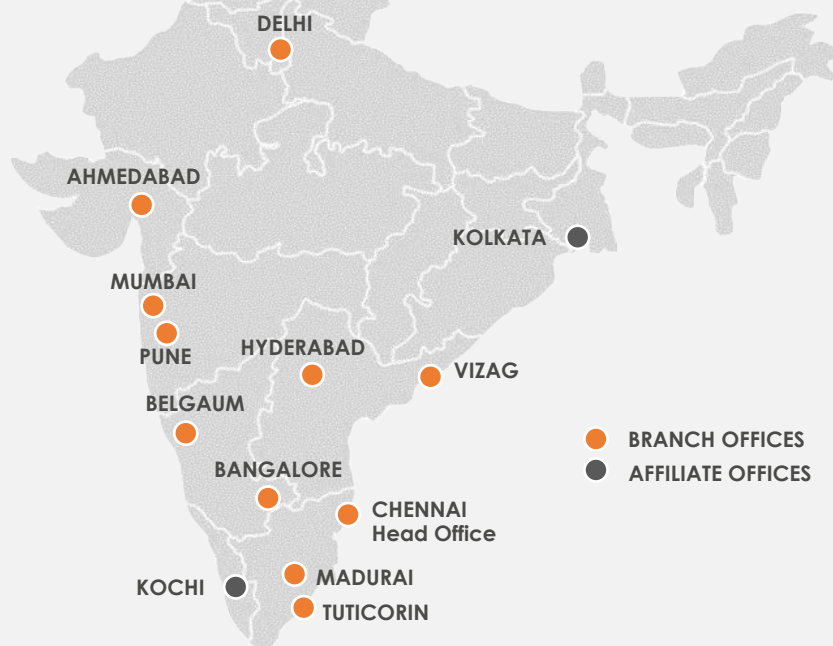 DELHI
AHMEDABAD
KOLKATA
MUMBAI
PUNE
HYDERABAD
VIZAG
BELGAUM
BRANCH OFFICES
BANGALORE
AFFILIATE OFFICES
CHENNAI
Head Office
KOCHI
MADURAI
TUTICORIN